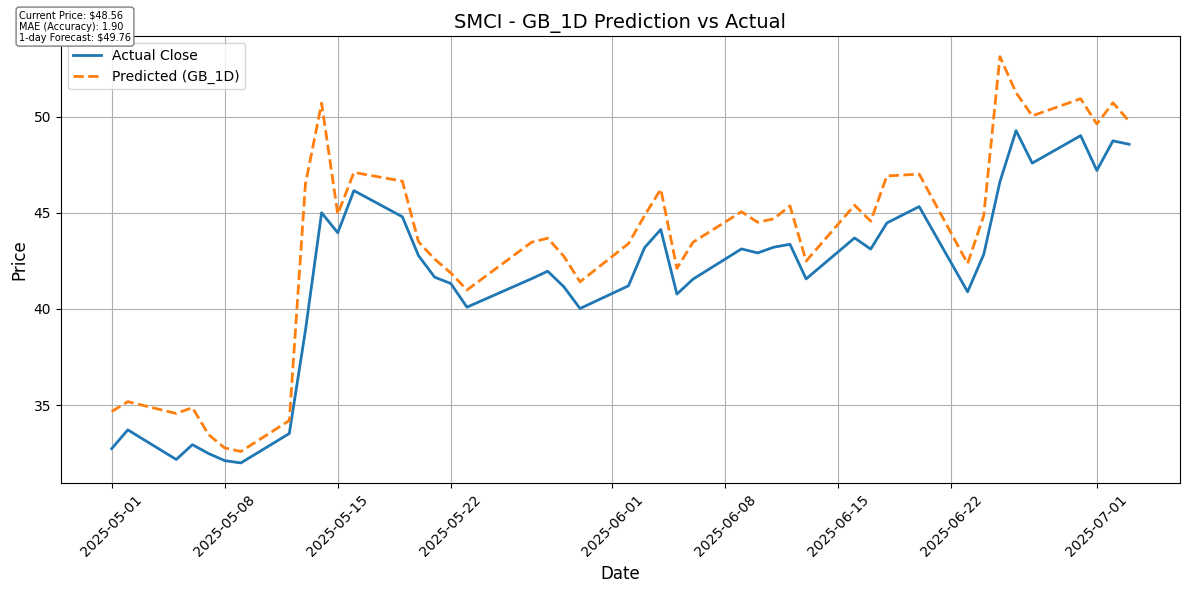 SMCI - GB_1D Prediction vs Actual
Current Price: $48.56
MAE (Accuracy): 1.90
1-day Forecast: $49.76
Actual Close
Predicted (GB_1D)
Price
50
45
40
35
2025-05-01
2025-05-08
2025-05-15
2025-05-22
2025-06-01
2025-06-08
2025-06-15
2025-06-22
2025-07-01
Date